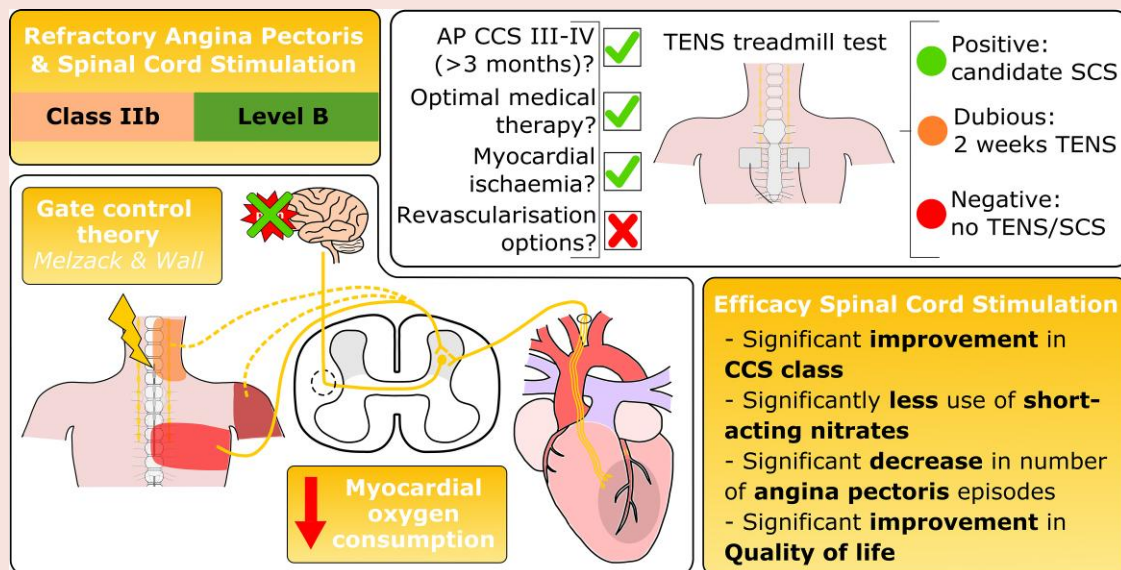 Refractory Angina Pectoris
& Spinal Cord Stimulation
Class IIb
Level B
AP CCS III-IV
(>3 months)?
Optimal medical
therapy?
Myocardial
ischaemia?
Revascularisation
options?
TENS treadmill test
Positive:
candidate SCS
Dubious:
2 weeks TENS
Negative:
no TENS/SCS
Gate control
theory
Melzack & Wall
Myocardial
oxygen
consumption
Efficacy Spinal Cord Stimulation
- Significant improvement in
CCS class
- Significantly less use of short-
acting nitrates
- Significant decrease in number
of angina pectoris episodes
- Significant improvement in
Quality of life